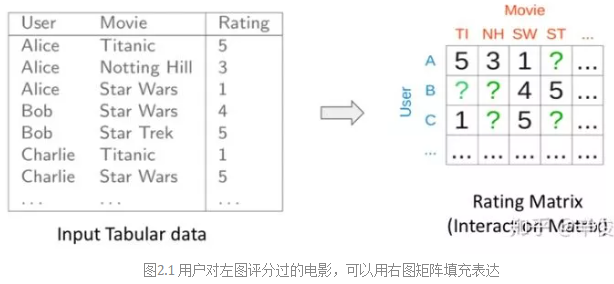 User Movie Rating
Alice Titanic 5
Alice Notting Hill 3
Alice Star Wars 1
Bob Star Wars 4
Bob Star Trek 5
Charlie Titanic 1
Charlie Star Wars 5
... ... ...
Input Tabular data
Movie
TI NH SW ST ...
User
A 5 3 1 ? ...
B ? ? 4 5 ...
C 1 ? 5 ? ...
... ... ... ... ... ...
Rating Matrix
(Interaction Matrix)
知乎
图2.1 用户对左图评分过的电影，可以用右图矩阵填充表达